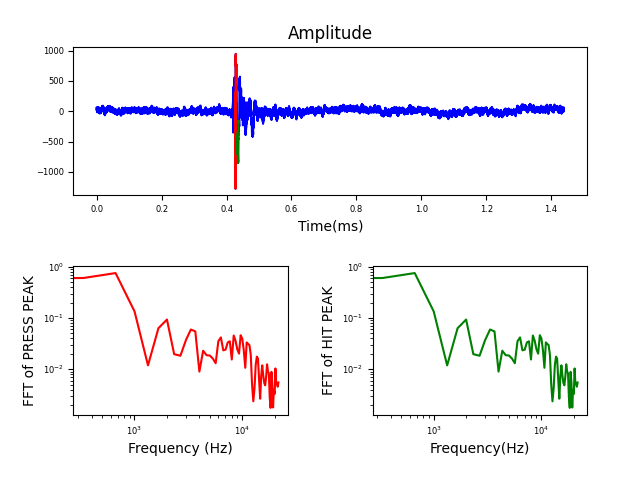 Amplitude
1000
500
0
−500
−1000
0.0 0.2 0.4 0.6 0.8 1.0 1.2 1.4
Time(ms)
FFT of PRESS PEAK
10⁰
10⁻¹
10⁻²
10³ 10⁴
Frequency (Hz)
FFT of HIT PEAK
10⁰
10⁻¹
10⁻²
10³ 10⁴
Frequency(Hz)